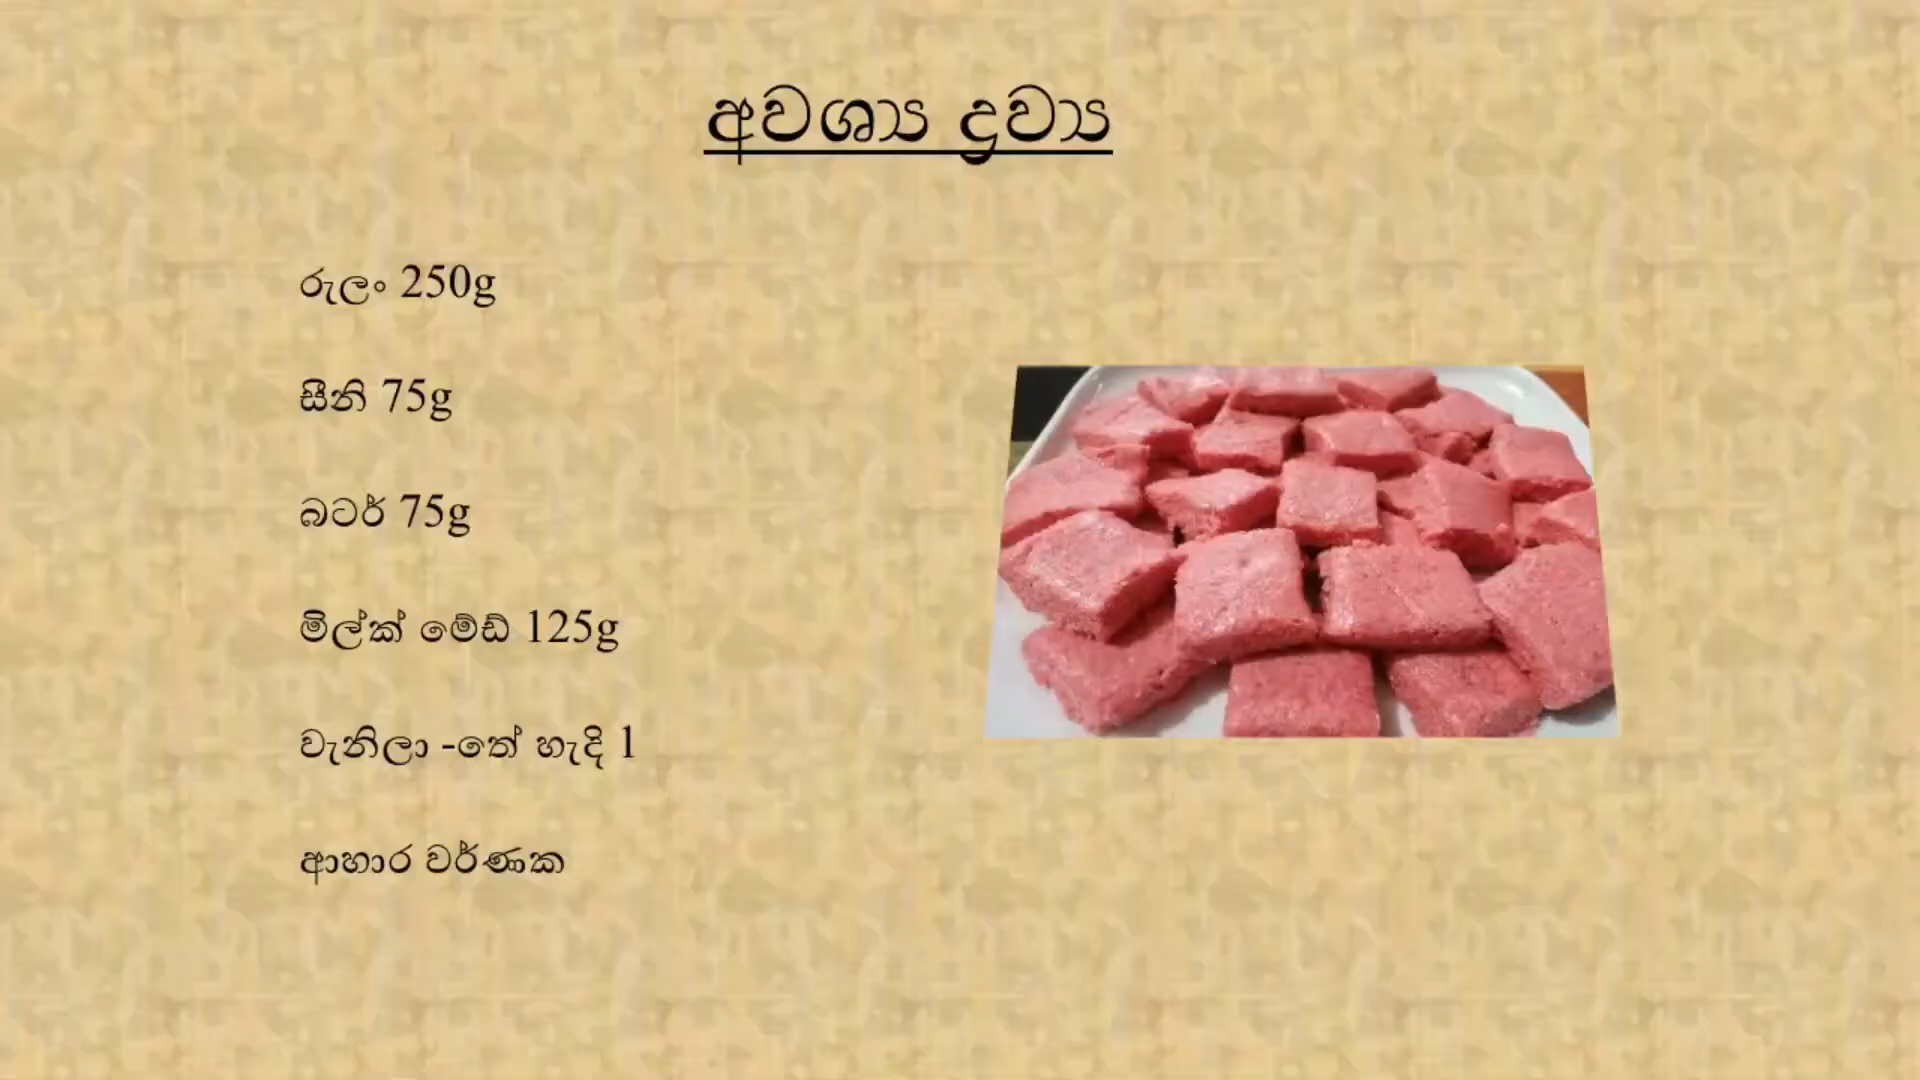 අවශ්‍ය ද්‍රව්‍ය
රුලං 250g
සීනි 75g
බටර් 75g
මිල්ක් මේඩ් 125g
වැනිලා -තේ හැදි 1
ආහාර වර්ණක